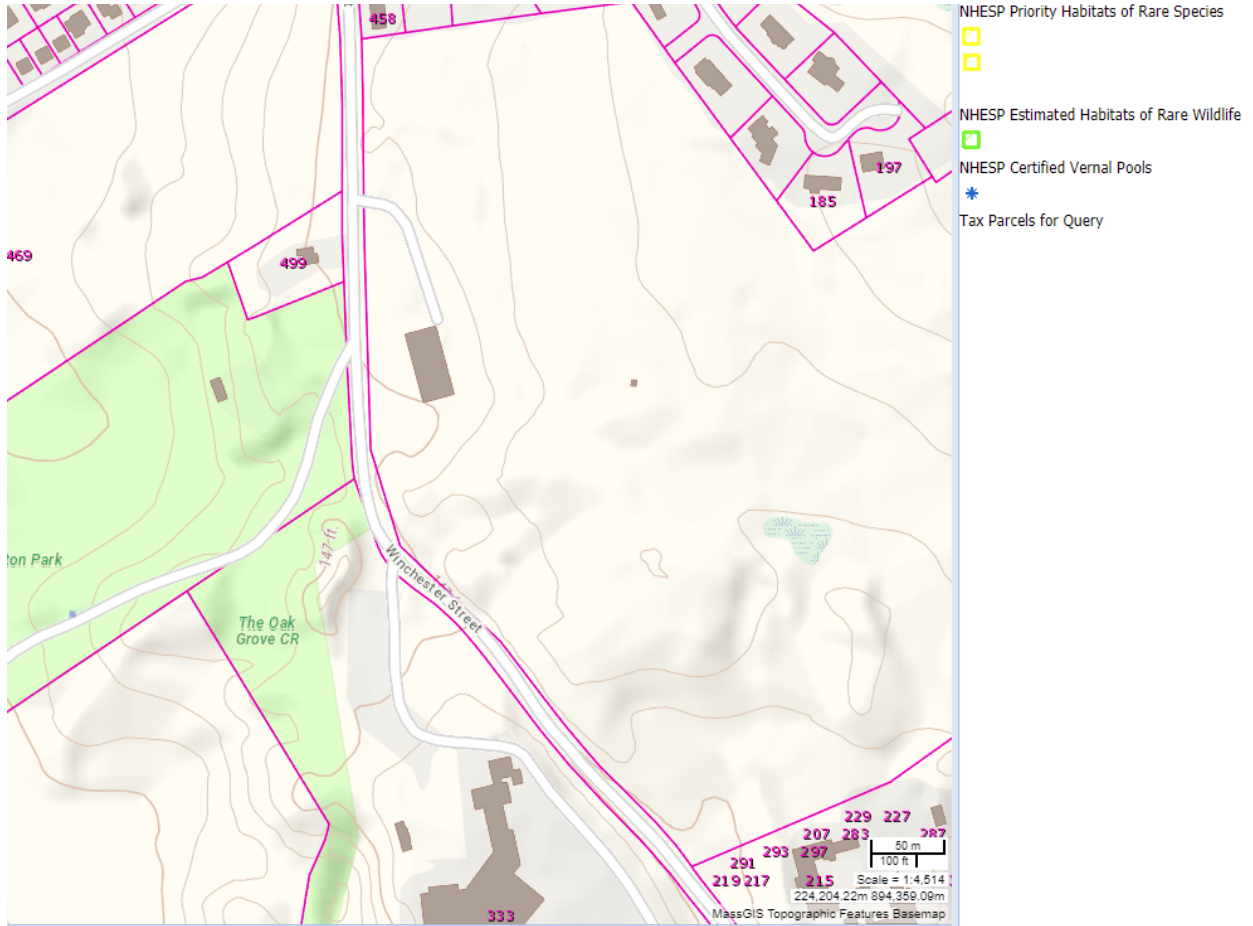 458
197
185
469
499
147 ft.
ton Park
Winchester Street
The Oak
Grove CR
229 227
207 283 287
293 297
291
219 217 215
333
50 m
100 ft
Scale = 1:4,514
224,204.22m 894,359.09m
MassGIS Topographic Features Basemap
NHESP Priority Habitats of Rare Species
NHESP Estimated Habitats of Rare Wildlife
NHESP Certified Vernal Pools
Tax Parcels for Query